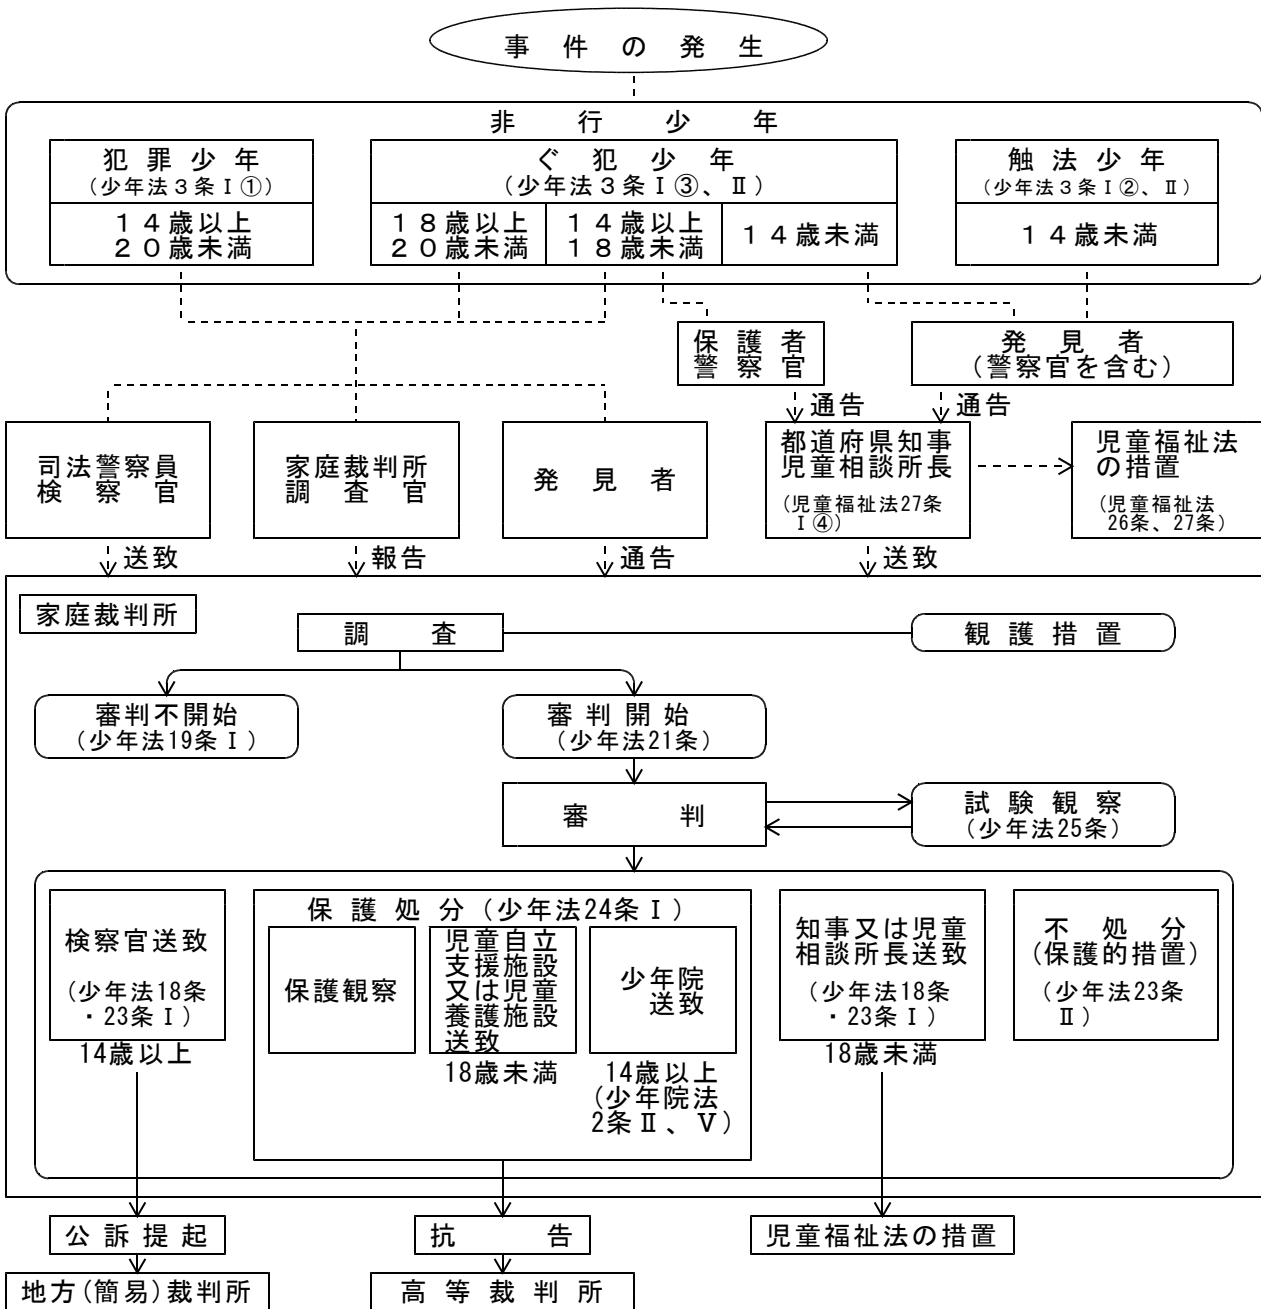 事件の発生
非行少年
犯罪少年
(少年法3条Ⅰ①)
14歳以上
20歳未満
ぐ犯少年
(少年法3条Ⅰ③、Ⅱ)
18歳以上
20歳未満
14歳以上
18歳未満
14歳未満
触法少年
(少年法3条Ⅰ②、Ⅱ)
14歳未満
保護者
警察官
発見者
(警察官を含む)
通告
通告
司法警察員
検察官
家庭裁判所
調査官
発見者
都道府県知事
児童相談所長
(児童福祉法27条
Ⅰ④)
児童福祉法
の措置
(児童福祉法
26条、27条)
送致
報告
通告
送致
家庭裁判所
調査
観護措置
審判不開始
(少年法19条Ⅰ)
審判開始
(少年法21条)
審判
試験観察
(少年法25条)
検察官送致
(少年法18条
・23条Ⅰ)
14歳以上
保護処分(少年法24条Ⅰ)
保護観察
児童自立
支援施設
又は児童
養護施設
送致
18歳未満
少年院
送致
14歳以上
(少年院法
2条Ⅱ、Ⅴ)
知事又は児童
相談所長送致
(少年法18条
・23条Ⅰ)
18歳未満
不処分
(保護的措置)
(少年法23条
Ⅱ)
公訴提起
抗告
児童福祉法の措置
地方(簡易)裁判所
高等裁判所